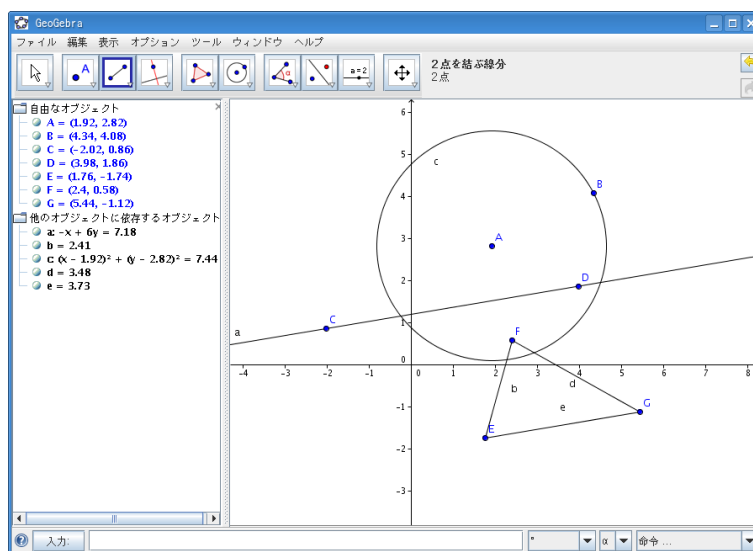 GeoGebra
ファイル 編集 表示 オプション ツール ウィンドウ ヘルプ
A
α
a=2
2点を結ぶ線分
2点
自由なオブジェクト
A = (1.92, 2.82)
B = (4.34, 4.08)
C = (-2.02, 0.86)
D = (3.98, 1.86)
E = (1.76, -1.74)
F = (2.4, 0.58)
G = (5.44, -1.12)
他のオブジェクトに依存するオブジェクト
a: -x + 6y = 7.18
b = 2.41
c: (x - 1.92)² + (y - 2.82)² = 7.44
d = 3.48
e = 3.73
6
5
4
3
2
1
0
-1
-2
-3
-4 -3 -2 -1 0 1 2 3 4 5 6 7 8
c
B
A
D
C
a
F
b
d
e
G
E
入力:
°
α
命令 ...